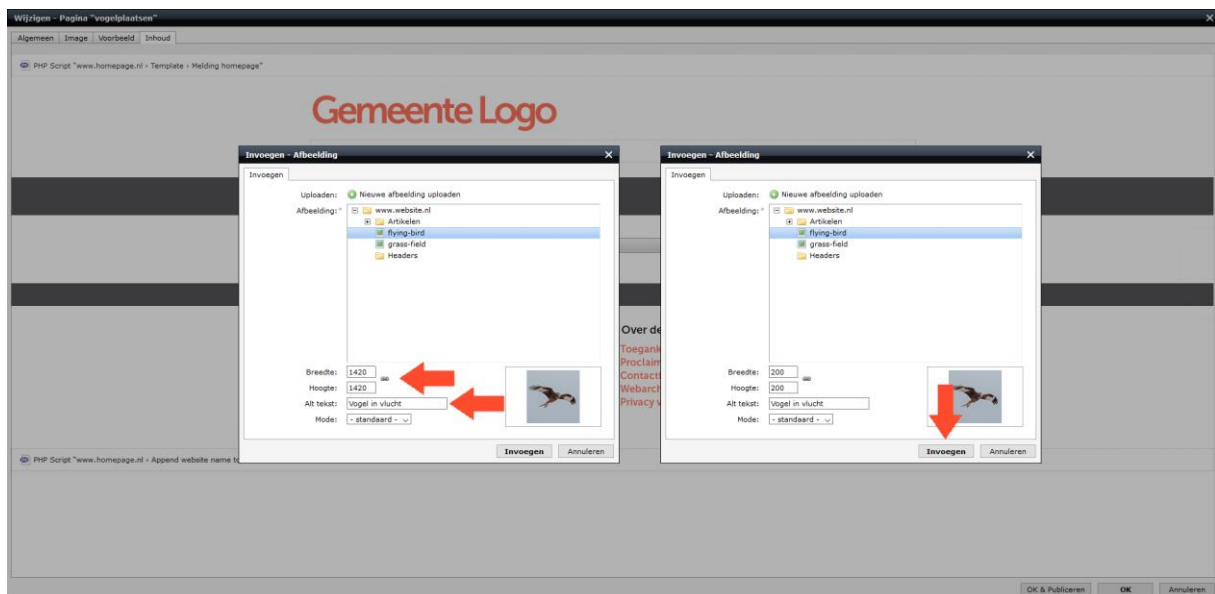 Wijzigen - Pagina "vogelplaatsen"
Algemeen Image Voorbeeld Inhoud
PHP Script "www.homepage.nl › Template › Melding homepage"
Gemeente Logo
Invoegen - Afbeelding
Invoegen
Uploaden: Nieuwe afbeelding uploaden
Afbeelding: *
www.website.nl
Artikelen
flying-bird
grass-field
Headers
Breedte: 1420
Hoogte: 1420
Alt tekst: Vogel in vlucht
Mode: - standaard -
Invoegen Annuleren
Over de
Toegank
Proclaim
Contactf
Webarch
Privacy v
Invoegen - Afbeelding
Invoegen
Uploaden: Nieuwe afbeelding uploaden
Afbeelding: *
www.website.nl
Artikelen
flying-bird
grass-field
Headers
Breedte: 200
Hoogte: 200
Alt tekst: Vogel in vlucht
Mode: - standaard -
Invoegen Annuleren
PHP Script "www.homepage.nl › Append website name to
OK & Publiceren OK Annuleren